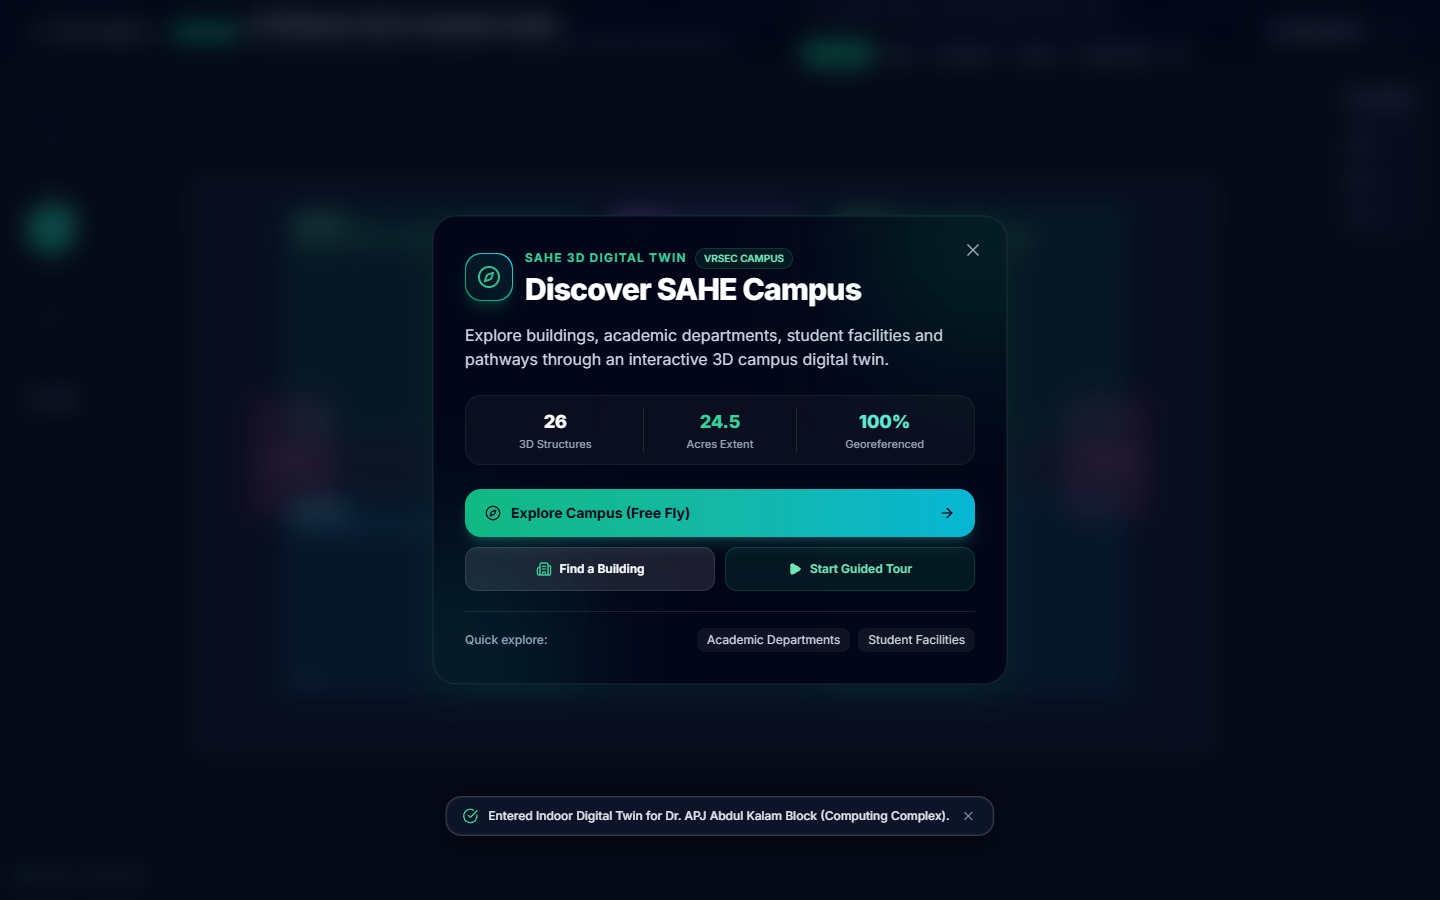 SAHE 3D DIGITAL TWIN
VRSEC CAMPUS
Discover SAHE Campus
Explore buildings, academic departments, student facilities and
pathways through an interactive 3D campus digital twin.
26
3D Structures
24.5
Acres Extent
100%
Georeferenced
Explore Campus (Free Fly)
Find a Building
Start Guided Tour
Quick explore:
Academic Departments
Student Facilities
Entered Indoor Digital Twin for Dr. APJ Abdul Kalam Block (Computing Complex).